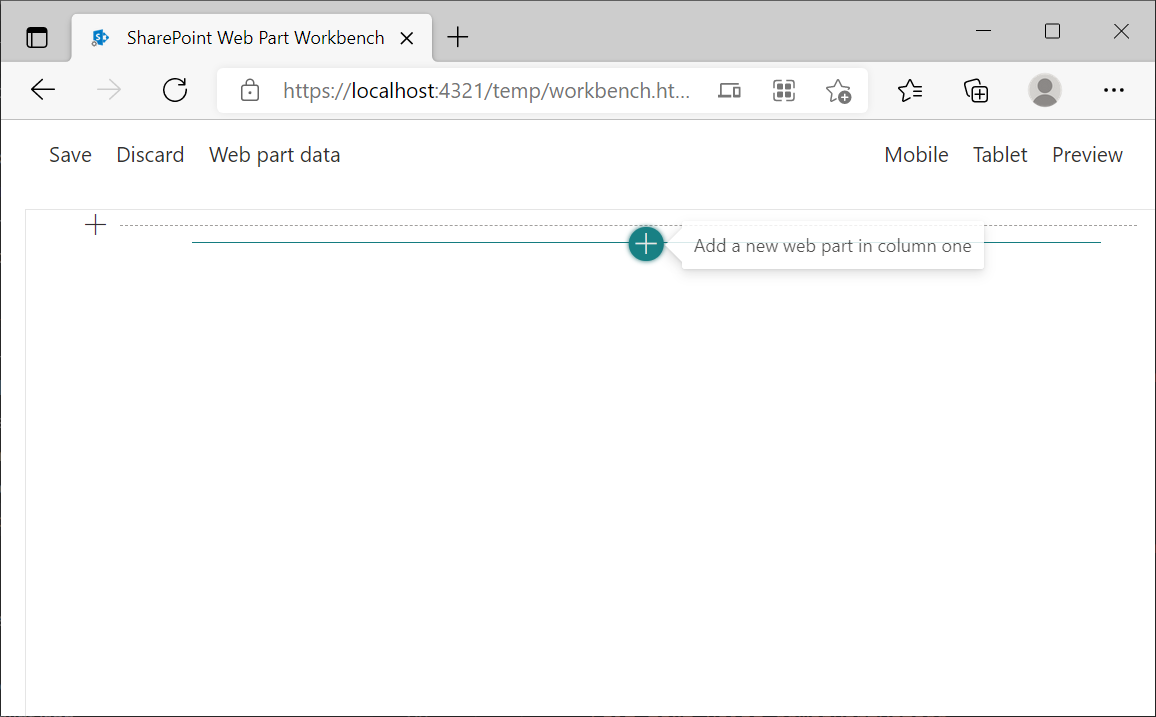 SharePoint Web Part Workbench
https://localhost:4321/temp/workbench.ht...
Save Discard Web part data Mobile Tablet Preview
Add a new web part in column one